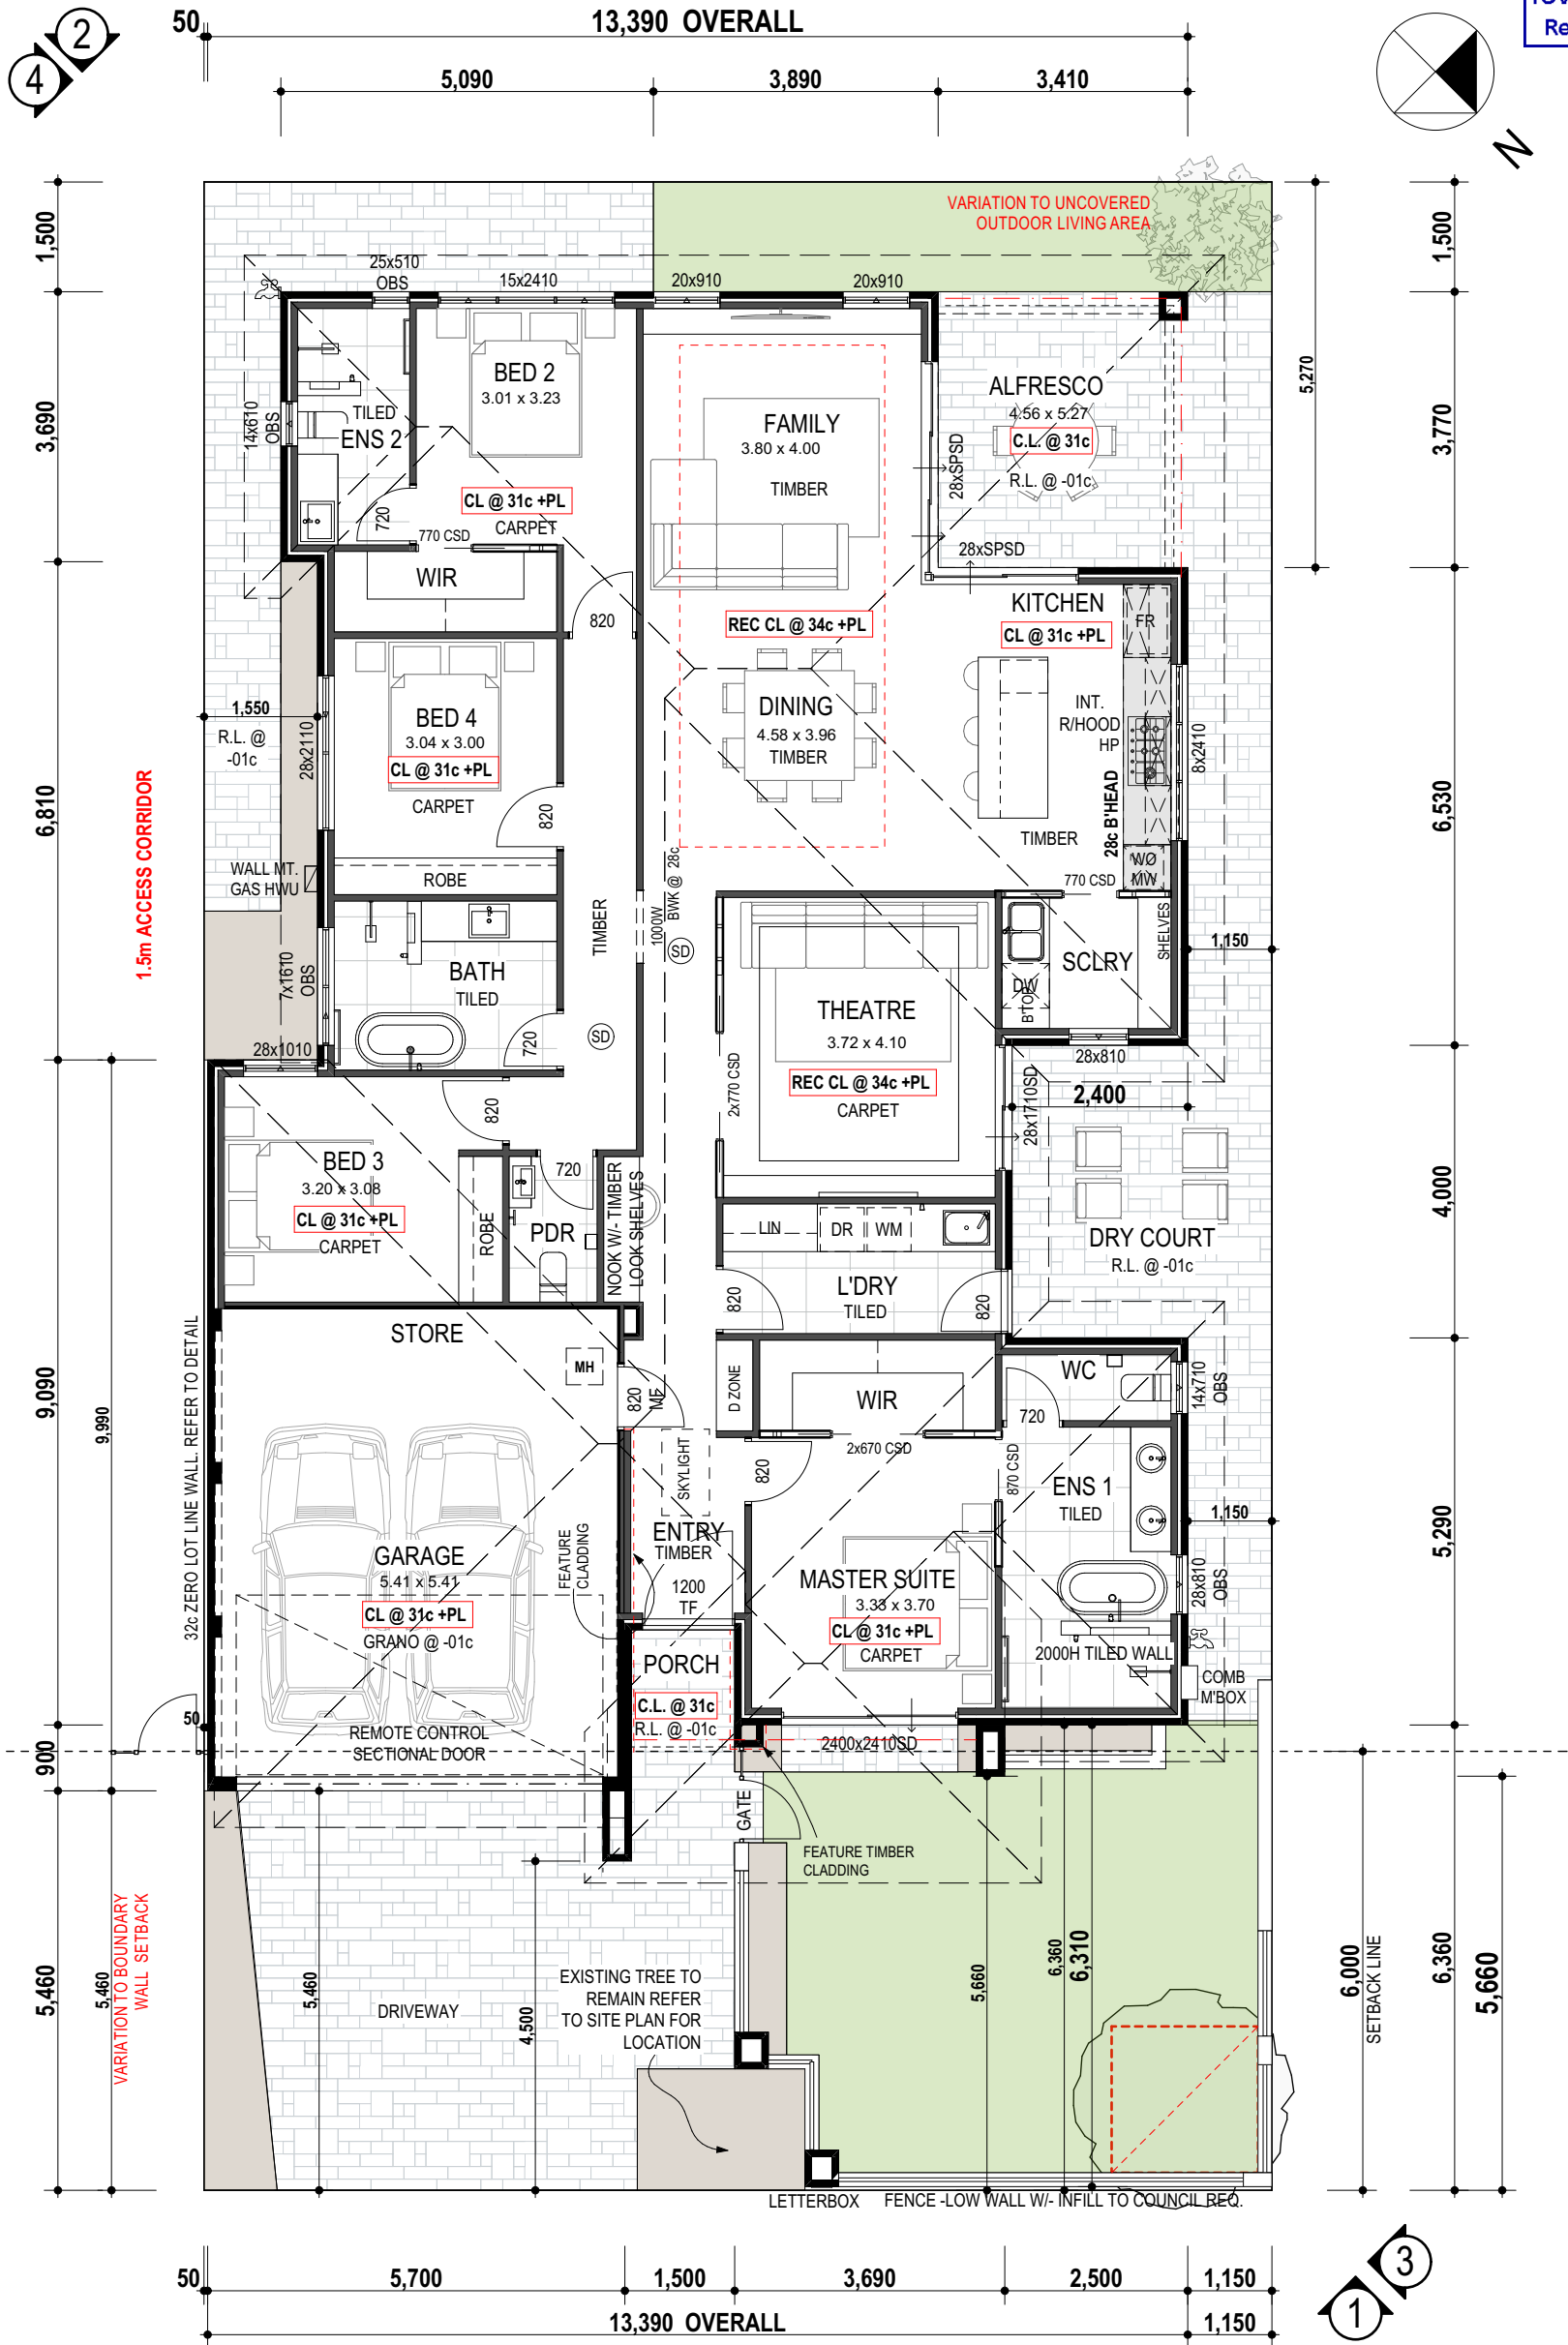 50
13,390 OVERALL
Re
2
4
5,090
3,890
3,410
N
1,500
3,690
6,810
9,090
900
5,460
9,990
5,460
VARIATION TO BOUNDARY
WALL SETBACK
1.5m ACCESS CORRIDOR
32c ZERO LOT LINE WALL. REFER TO DETAIL
VARIATION TO UNCOVERED
OUTDOOR LIVING AREA
25x510
OBS
15x2410
20x910
20x910
14x610
OBS
TILED
ENS 2
720
BED 2
3.01 x 3.23
CL @ 31c +PL
CARPET
770 CSD
WIR
820
FAMILY
3.80 x 4.00
TIMBER
28xSPSD
28xSPSD
ALFRESCO
4.56 x 5.27
C.L. @ 31c
R.L. @ -01c
5,270
1,500
3,770
6,530
4,000
5,290
6,360
REC CL @ 34c +PL
KITCHEN
CL @ 31c +PL
FR
INT.
R/HOOD
HP
28c B'HEAD
8x2410
TIMBER
WO
MW
1,550
R.L. @
-01c
28x2110
BED 4
3.04 x 3.00
CL @ 31c +PL
CARPET
820
ROBE
DINING
4.58 x 3.96
TIMBER
WALL MT.
GAS HWU
7x1610
OBS
BATH
TILED
720
TIMBER
1000W
BWK @ 28c
SD
SD
770 CSD
SHELVES
SCLRY
DW
B'TOP
1,150
THEATRE
3.72 x 4.10
REC CL @ 34c +PL
CARPET
2x770 CSD
28x810
28x1710SD
2,400
28x1010
820
BED 3
3.20 x 3.08
CL @ 31c +PL
CARPET
ROBE
720
PDR
NOOK W/- TIMBER
LOOK SHELVES
LIN
DR
WM
L'DRY
TILED
820
820
DRY COURT
R.L. @ -01c
STORE
MH
820
MF
D ZONE
WIR
2x670 CSD
WC
720
14x710
OBS
SKYLIGHT
820
870 CSD
ENS 1
TILED
1,150
ENTRY
TIMBER
1200
TF
FEATURE
CLADDING
GARAGE
5.41 x 5.41
CL @ 31c +PL
GRANO @ -01c
REMOTE CONTROL
SECTIONAL DOOR
MASTER SUITE
3.33 x 3.70
CL @ 31c +PL
CARPET
28x810
OBS
2000H TILED WALL
COMB
M'BOX
PORCH
C.L. @ 31c
R.L. @ -01c
50
2400x2410SD
GATE
FEATURE TIMBER
CLADDING
5,460
DRIVEWAY
4,500
EXISTING TREE TO
REMAIN REFER
TO SITE PLAN FOR
LOCATION
5,660
6,360
6,310
6,000
SETBACK LINE
5,660
LETTERBOX
FENCE -LOW WALL W/- INFILL TO COUNCIL REQ.
50
5,700
1,500
3,690
2,500
1,150
13,390 OVERALL
1,150
3
1